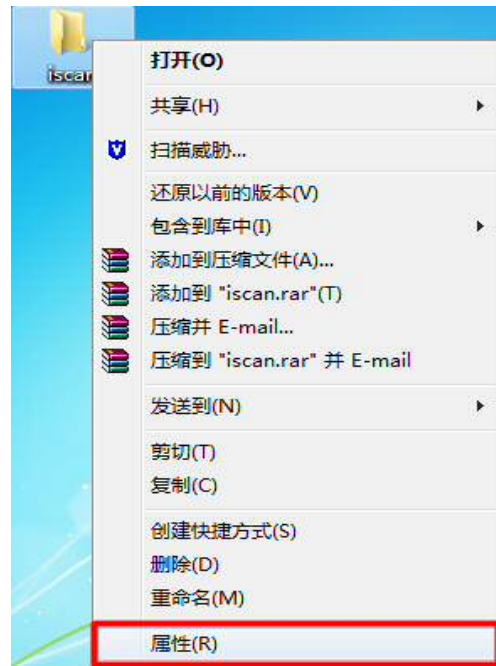 iscan
打开(O)
共享(H)
扫描威胁...
还原以前的版本(V)
包含到库中(I)
添加到压缩文件(A)...
添加到 "iscan.rar"(T)
压缩并 E-mail...
压缩到 "iscan.rar" 并 E-mail
发送到(N)
剪切(T)
复制(C)
创建快捷方式(S)
删除(D)
重命名(M)
属性(R)